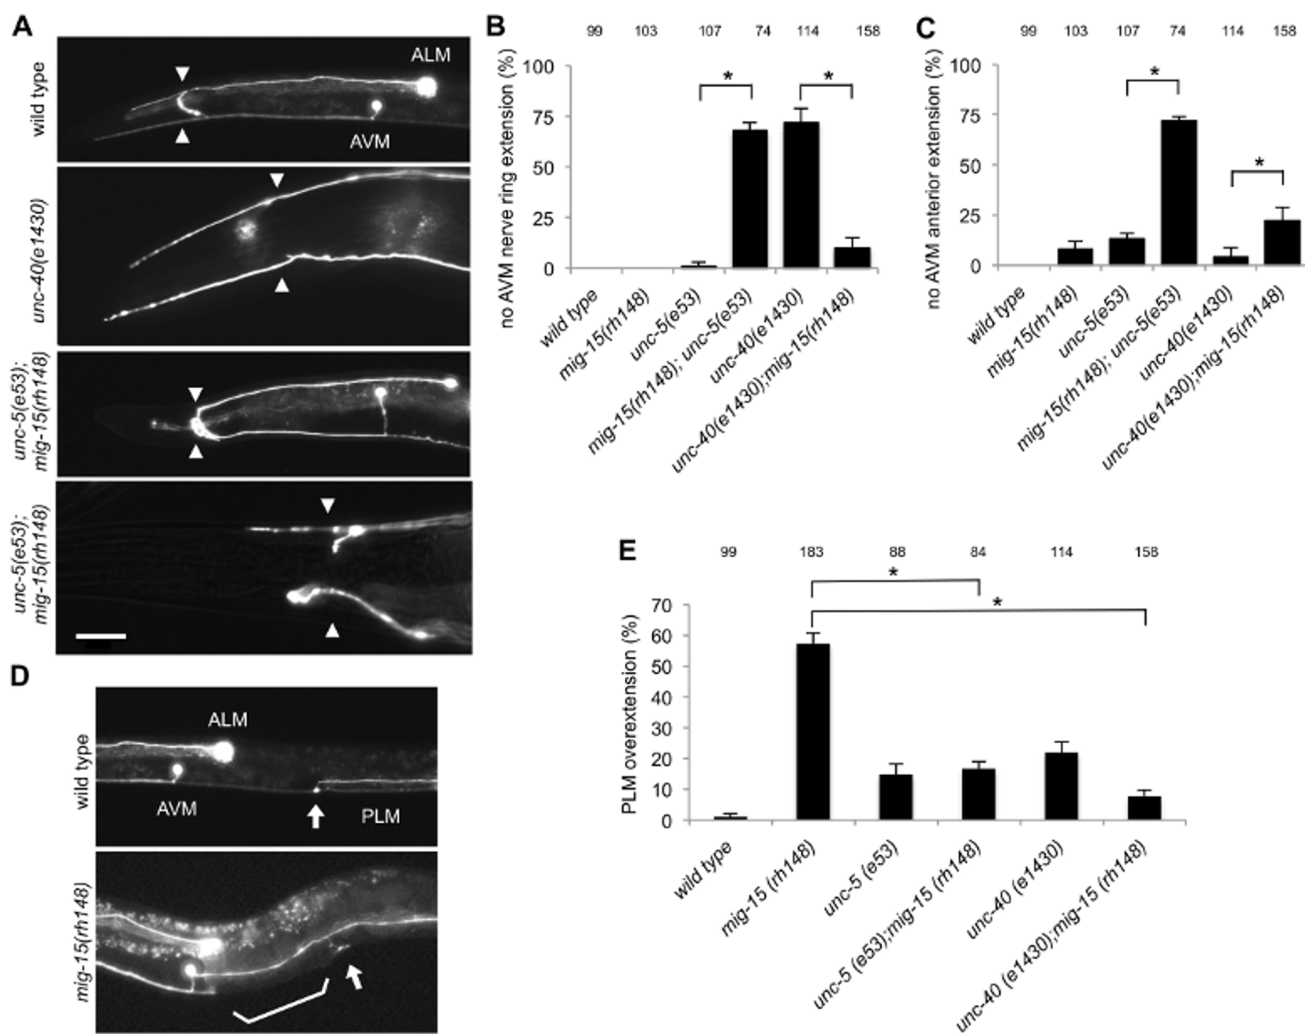 A
wild type
ALM
AVM
unc-40(e1430)
unc-5(e53);
mig-15(rh148)
unc-5(e53);
mig-15(rh148)
B
99 103 107 74 114 158
no AVM nerve ring extension (%)
100
75
50
25
0
* *
wild type
mig-15(rh148)
unc-5(e53)
mig-15(rh148); unc-5(e53)
unc-40(e1430)
unc-40(e1430);mig-15(rh148)
C
99 103 107 74 114 158
no AVM anterior extension (%)
100
75
50
25
0
*
*
wild type
mig-15(rh148)
unc-5(e53)
mig-15(rh148); unc-5(e53)
unc-40(e1430)
unc-40(e1430);mig-15(rh148)
D
wild type
ALM
AVM
PLM
mig-15(rh148)
E
99 183 88 84 114 158
PLM overextension (%)
70
60
50
40
30
20
10
0
*
*
wild type
mig-15 (rh148)
unc-5 (e53)
unc-5 (e53);mig-15 (rh148)
unc-40 (e1430)
unc-40 (e1430);mig-15 (rh148)